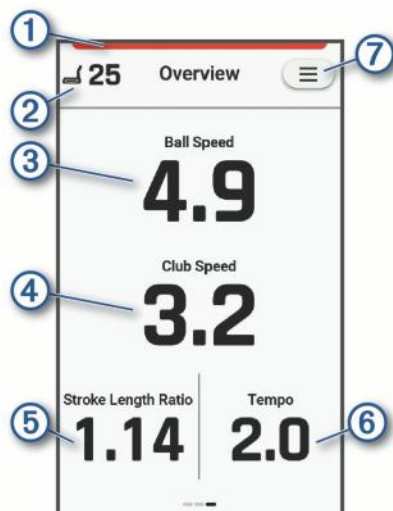 1
25 Overview
7
2
Ball Speed
3
4.9
Club Speed
4
3.2
Stroke Length Ratio Tempo
5 1.14 2.0 6